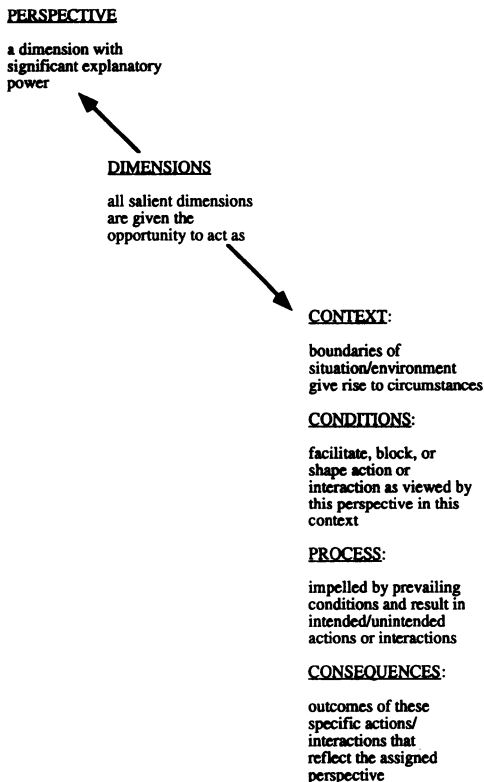 PERSPECTIVE
a dimension with
significant explanatory
power
DIMENSIONS
all salient dimensions
are given the
opportunity to act as
CONTEXT:
boundaries of
situation/environment
give rise to circumstances
CONDITIONS:
facilitate, block, or
shape action or
interaction as viewed by
this perspective in this
context
PROCESS:
impelled by prevailing
conditions and result in
intended/unintended
actions or interactions
CONSEQUENCES:
outcomes of these
specific actions/
interactions that
reflect the assigned
perspective